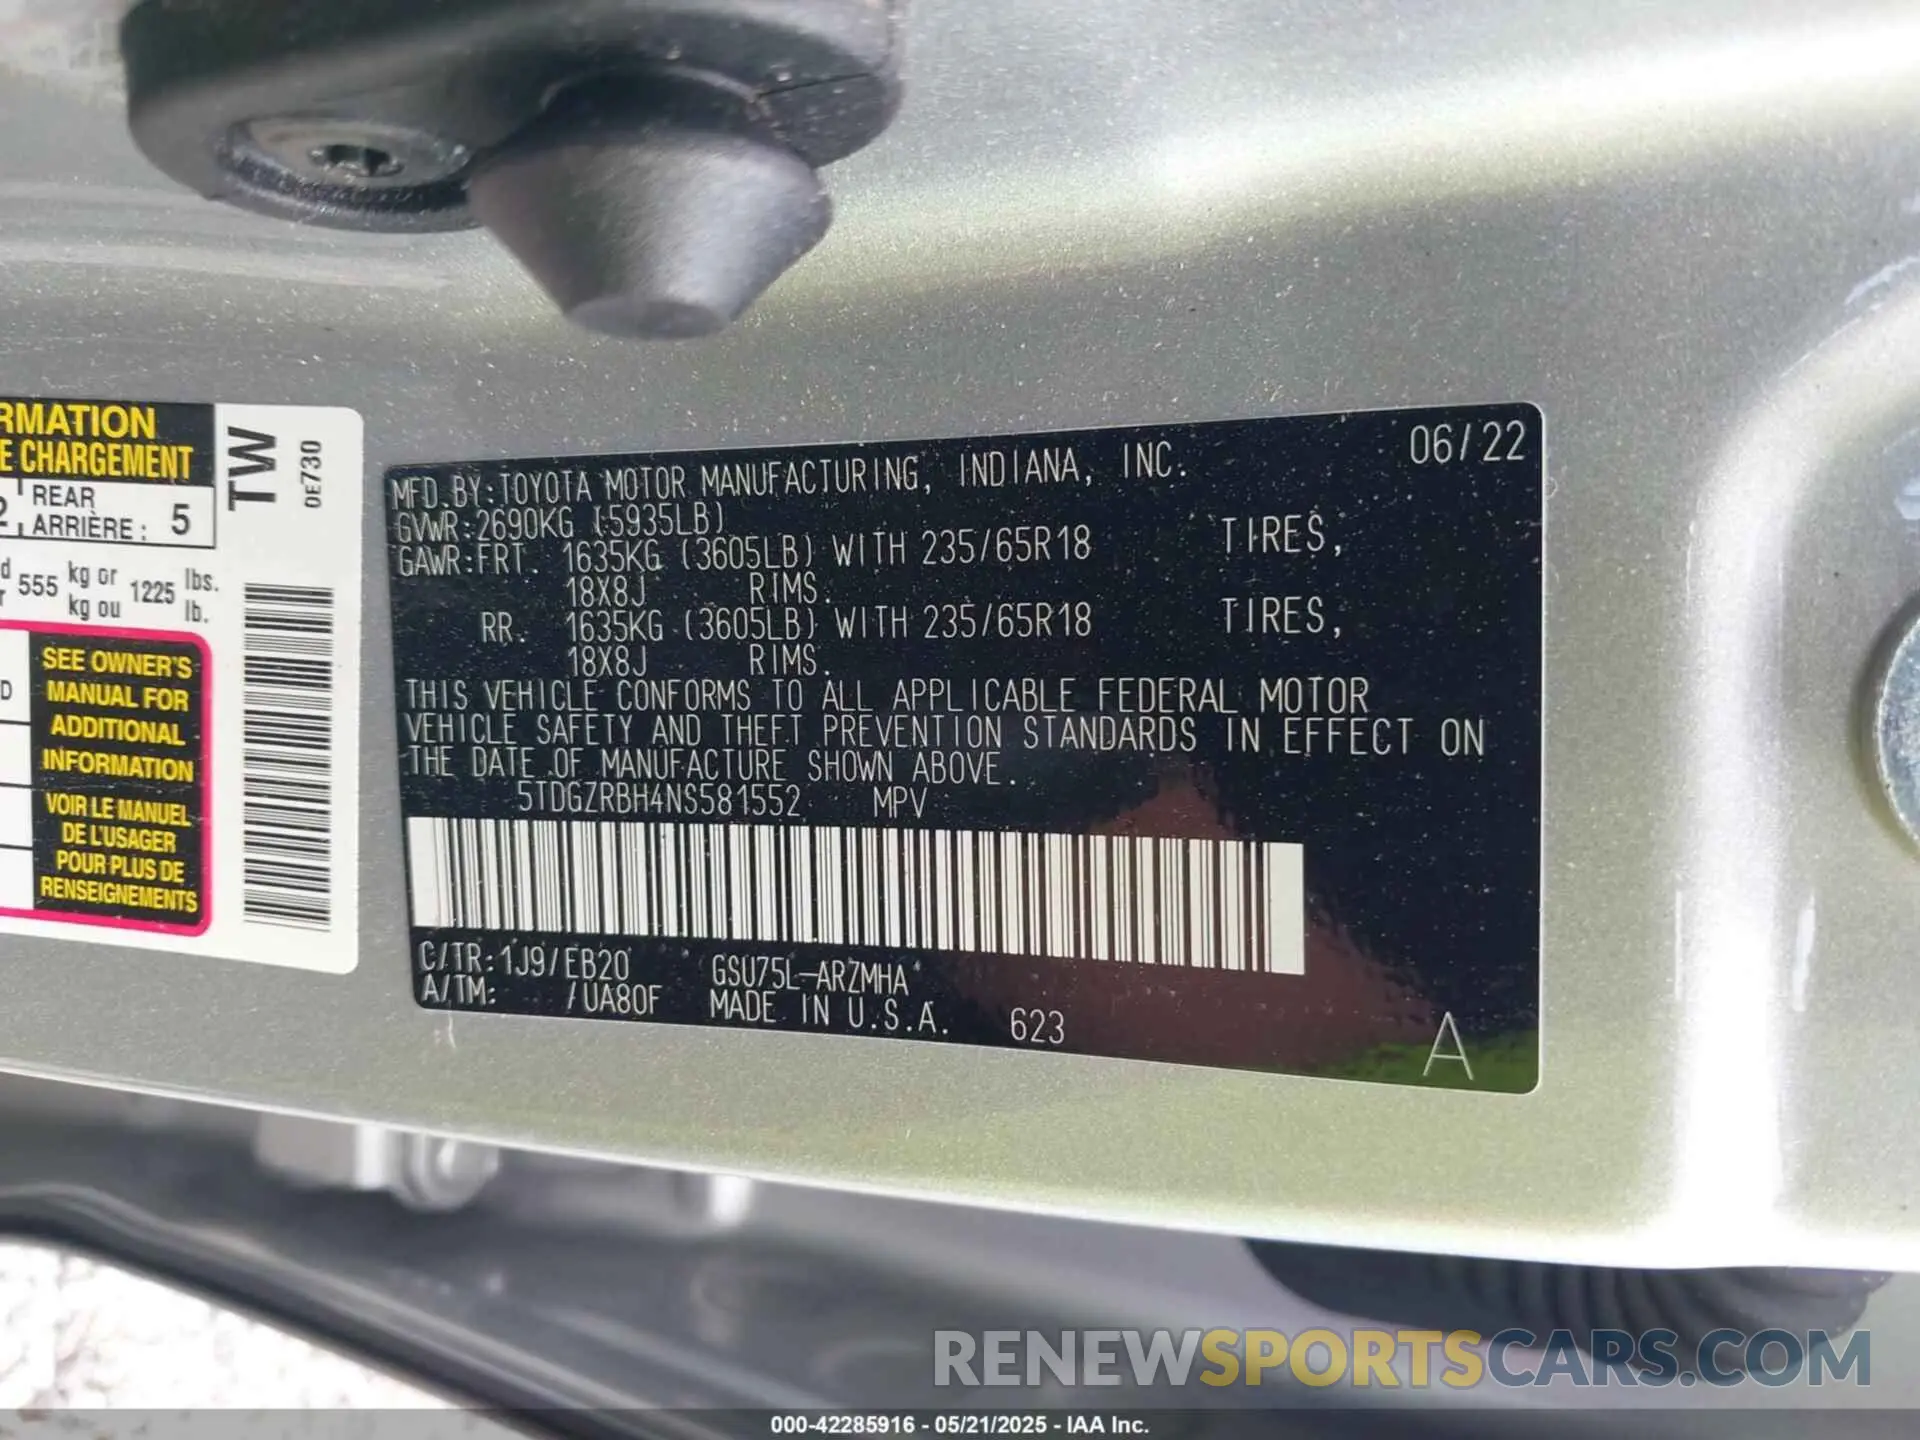 RMATION
E CHARGEMENT
REAR
ARRIÈRE : 5
555 kg or 1225 lbs.
kg ou lb.
SEE OWNER'S
MANUAL FOR
ADDITIONAL
INFORMATION
VOIR LE MANUEL
DE L'USAGER
POUR PLUS DE
RENSEIGNEMENTS
TW
0E730
06/22
MFD.BY:TOYOTA MOTOR MANUFACTURING, INDIANA, INC.
GVWR:2690KG (5935LB)
GAWR:FRT. 1635KG (3605LB) WITH 235/65R18 TIRES,
18X8J RIMS.
RR. 1635KG (3605LB) WITH 235/65R18 TIRES,
18X8J RIMS.
THIS VEHICLE CONFORMS TO ALL APPLICABLE FEDERAL MOTOR
VEHICLE SAFETY AND THEFT PREVENTION STANDARDS IN EFFECT ON
THE DATE OF MANUFACTURE SHOWN ABOVE.
5TDGZRBH4NS581552 MPV
C/TR:1J9/EB20 GSU75L-ARZMHA
A/TM: /UA80F MADE IN U.S.A. 623
A
RENEWSPORTSCARS.COM
000-42285916 - 05/21/2025 - IAA Inc.